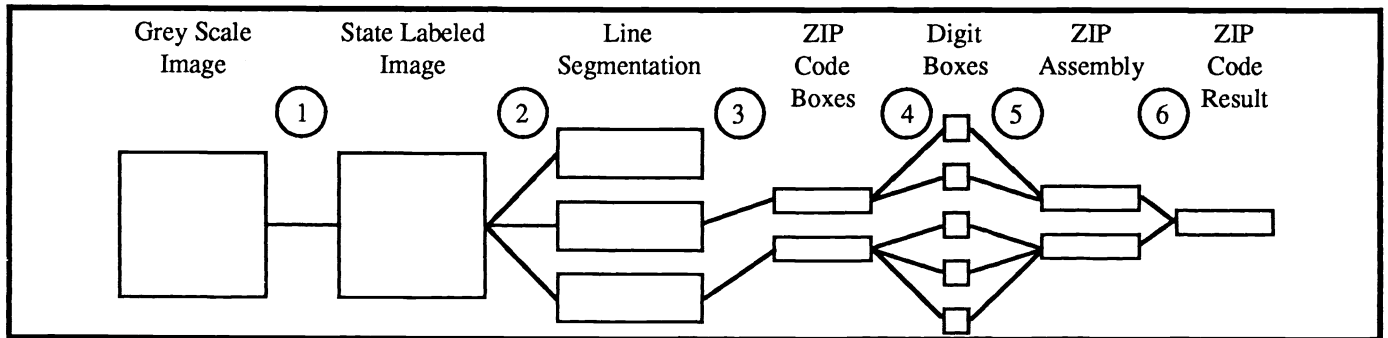 Grey Scale
Image
State Labeled
Image
Line
Segmentation
ZIP
Code
Boxes
Digit
Boxes
ZIP
Assembly
ZIP
Code
Result
1
2
3
4
5
6